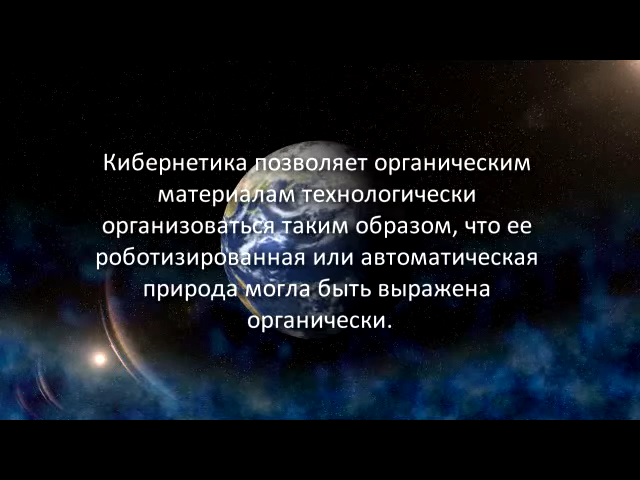 Кибернетика позволяет органическим
материалам технологически
организоваться таким образом, что ее
роботизированная или автоматическая
природа могла быть выражена
органически.